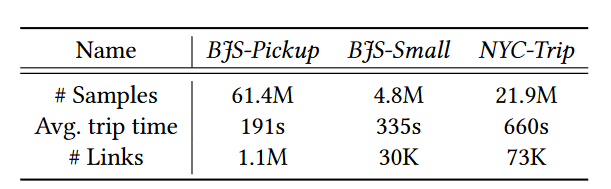 Name BJS-Pickup BJS-Small NYC-Trip
# Samples 61.4M 4.8M 21.9M
Avg. trip time 191s 335s 660s
# Links 1.1M 30K 73K